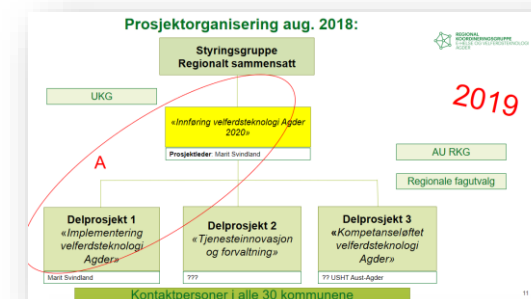 Prosjektorganisering aug. 2018:
REGIONAL
KOORDINERINGSGRUPPE
E-HELSE OG VELFERDSTEKNOLOGI
AGDER
Styringsgruppe
Regionalt sammensatt
2019
UKG
«Innføring velferdsteknologi Agder
2020»
A
Prosjektleder: Marit Svindland
AU RKG
Regionale fagutvalg
Delprosjekt 1
«Implementering
velferdsteknologi
Agder»
Marit Svindland
Delprosjekt 2
«Tjenesteinnovasjon
og forvaltning»
???
Delprosjekt 3
«Kompetanseløftet
velferdsteknologi
Agder»
?? USHT Aust-Agder
Kontaktpersoner i alle 30 kommunene
11